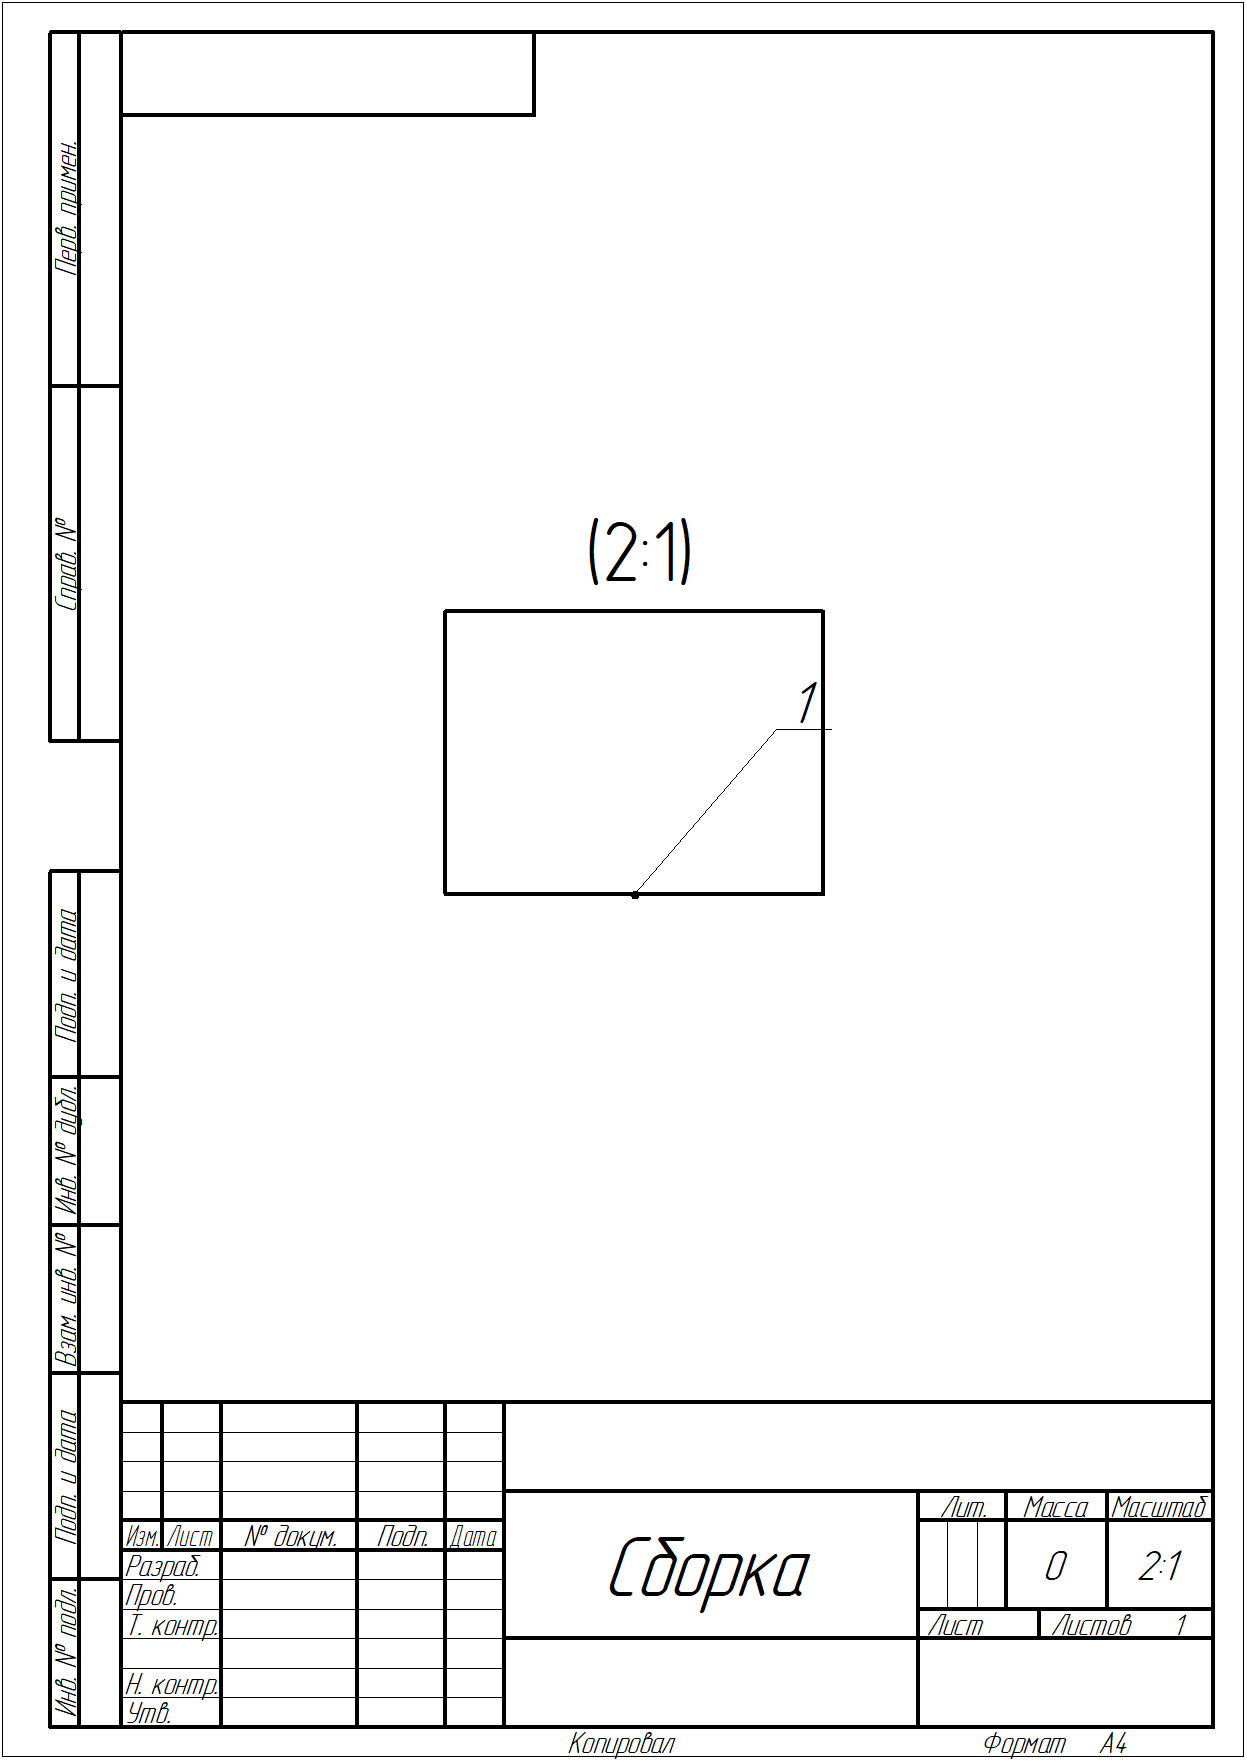 Перв. примен.
Справ. №
(2:1)
1
Подп. и дата
Инв. № дубл.
Взам. инв. №
Подп. и дата
Инв. № подл.
Лит. Масса Масштаб
Изм. Лист № докум. Подп. Дата
Сборка
0 2:1
Разраб.
Пров.
Т. контр.
Лист Листов 1
Н. контр.
Утв.
Копировал Формат А4